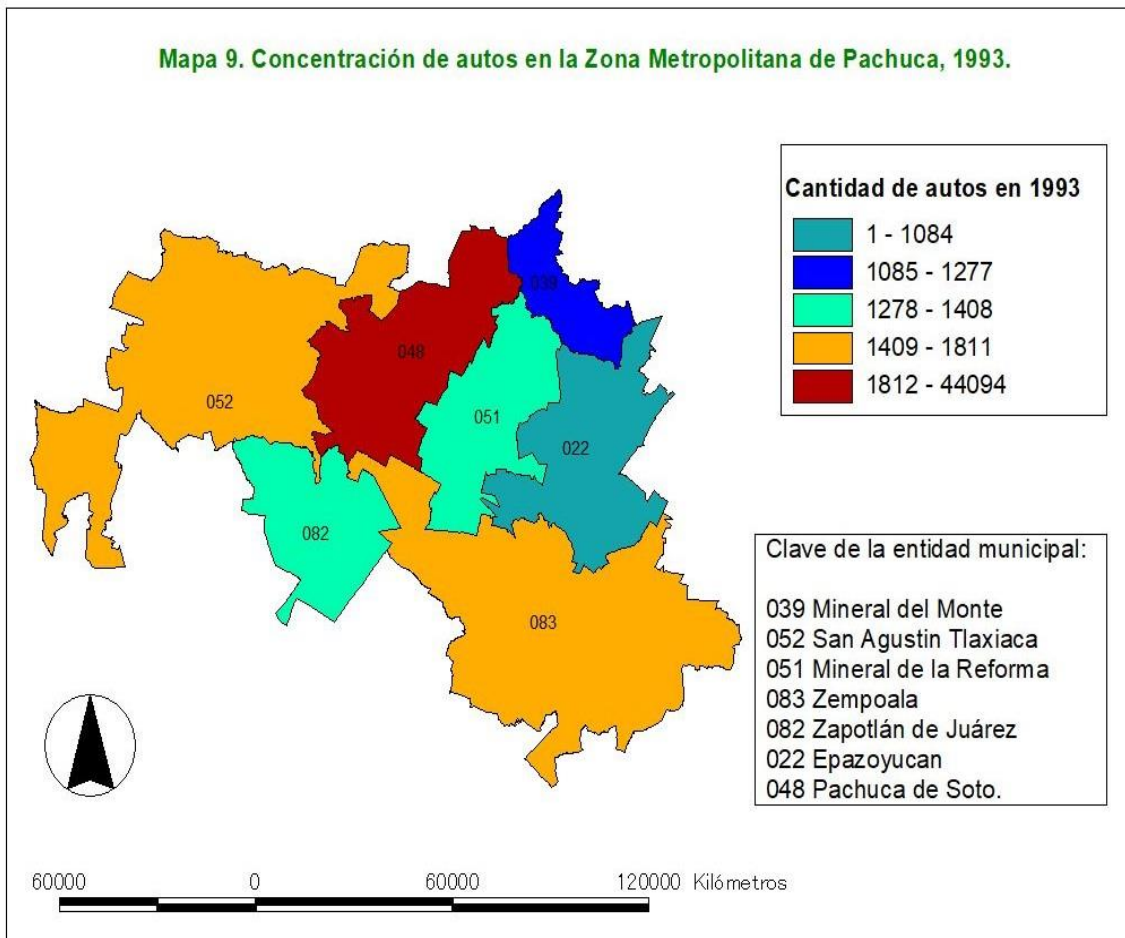 Mapa 9. Concentración de autos en la Zona Metropolitana de Pachuca, 1993.
Cantidad de autos en 1993
1 - 1084
1085 - 1277
1278 - 1408
1409 - 1811
1812 - 44094
039
048
052
051
022
082
083
Clave de la entidad municipal:
039 Mineral del Monte
052 San Agustin Tlaxiaca
051 Mineral de la Reforma
083 Zempoala
082 Zapotlán de Juárez
022 Epazoyucan
048 Pachuca de Soto.
60000 0 60000 120000 Kilómetros